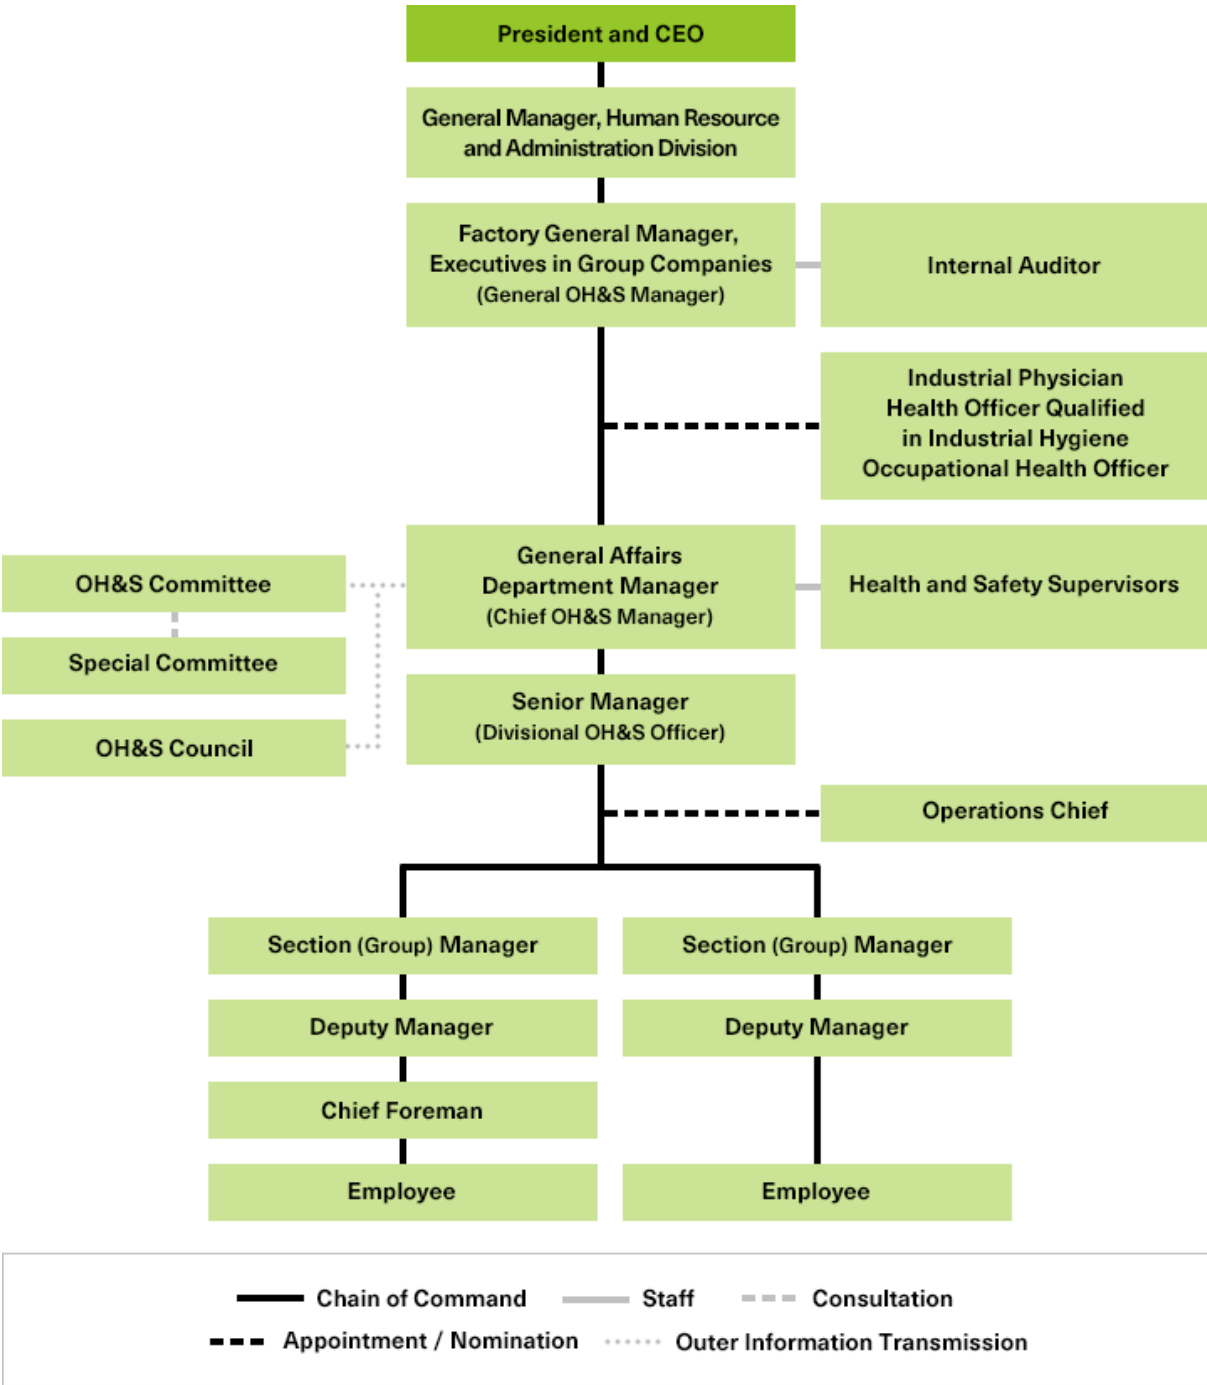 President and CEO
General Manager, Human Resource
and Administration Division
Factory General Manager,
Executives in Group Companies
(General OH&S Manager)
Internal Auditor
Industrial Physician
Health Officer Qualified
in Industrial Hygiene
Occupational Health Officer
General Affairs
Department Manager
(Chief OH&S Manager)
Health and Safety Supervisors
OH&S Committee
Special Committee
OH&S Council
Senior Manager
(Divisional OH&S Officer)
Operations Chief
Section (Group) Manager
Section (Group) Manager
Deputy Manager
Deputy Manager
Chief Foreman
Employee
Employee
Chain of Command
Staff
Consultation
Appointment / Nomination
Outer Information Transmission